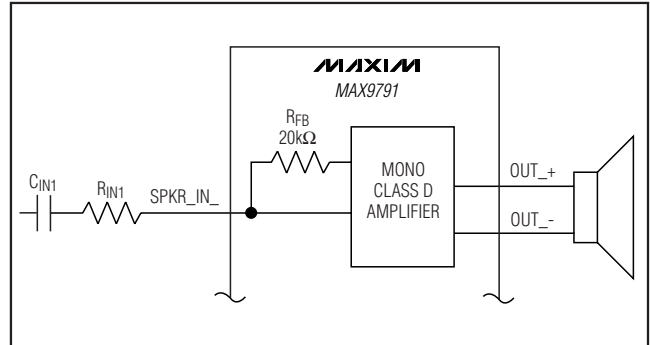 MAXIM
MAX9791
RFB
20kΩ
MONO
CLASS D
AMPLIFIER
CIN1
RIN1
SPKR_IN_
OUT_+
OUT_-